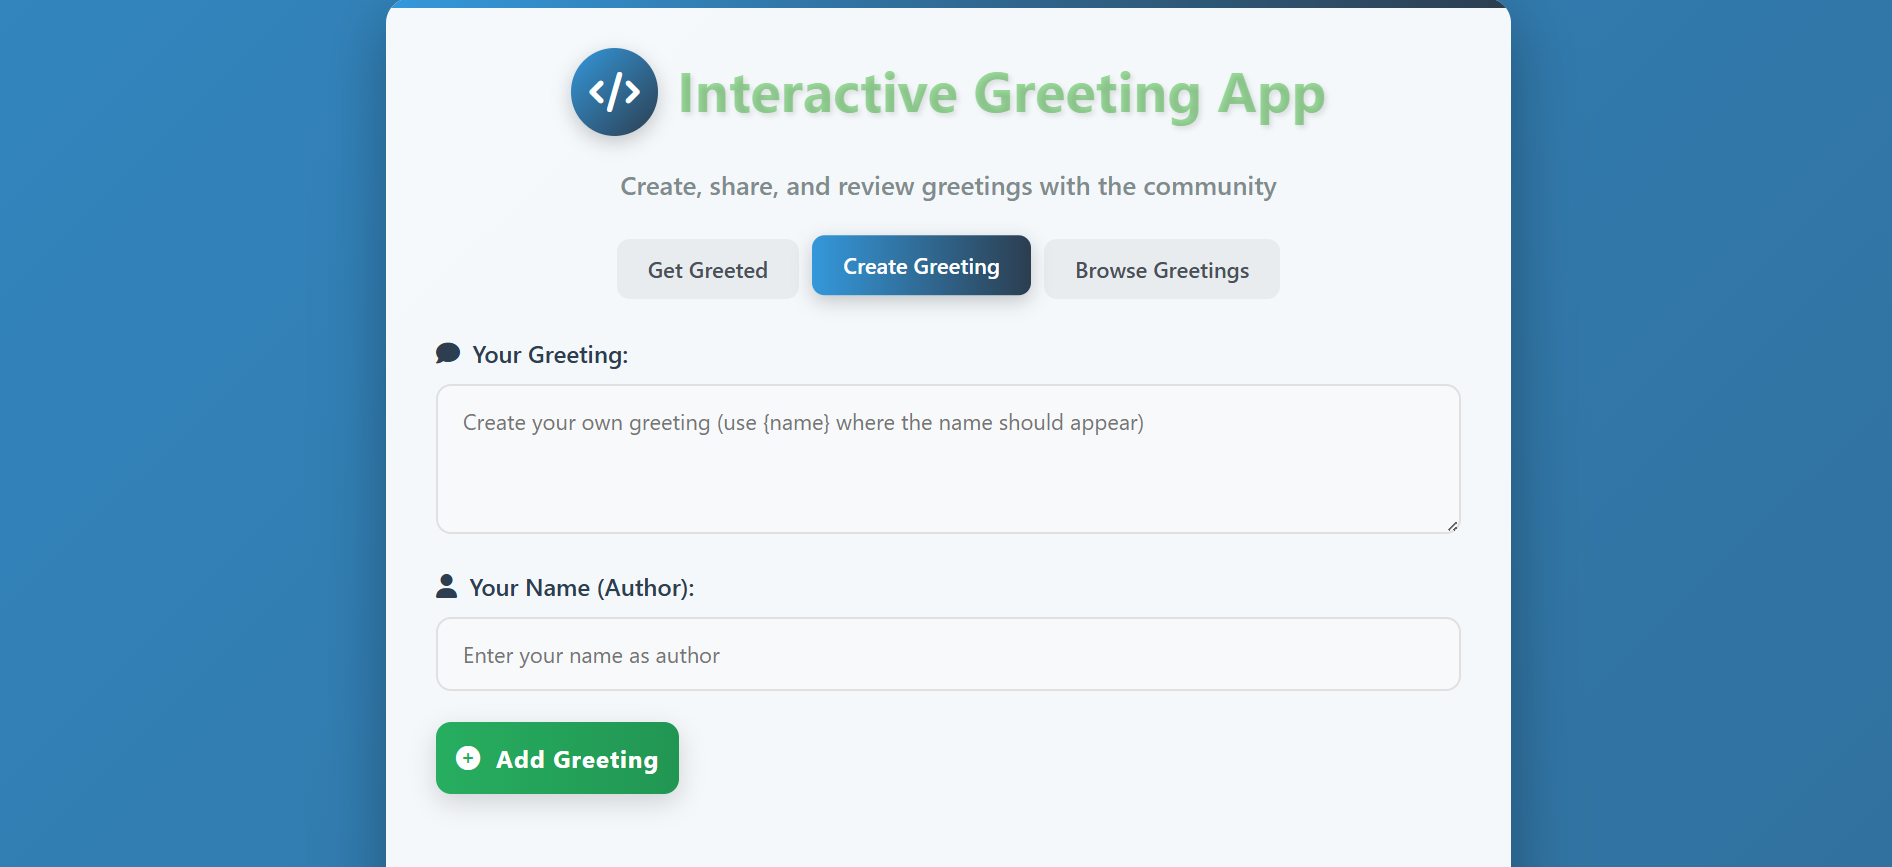 </> Interactive Greeting App
Create, share, and review greetings with the community
Get Greeted Create Greeting Browse Greetings
Your Greeting:
Create your own greeting (use {name} where the name should appear)
Your Name (Author):
Enter your name as author
Add Greeting